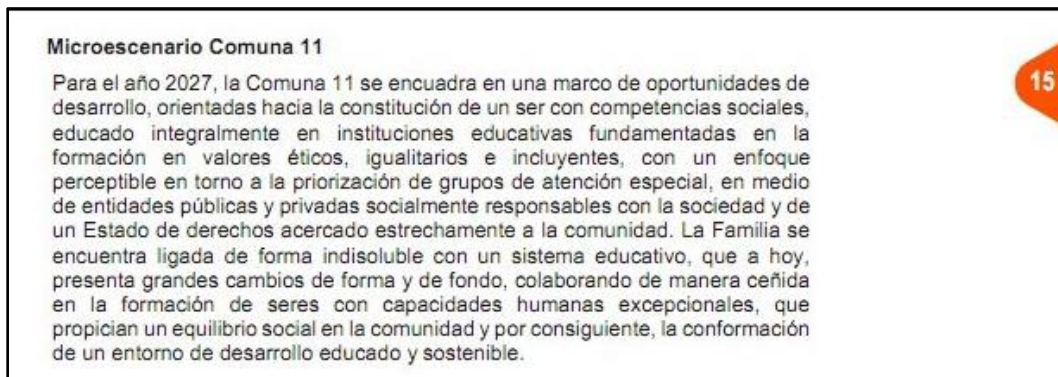 Microescenario Comuna 11
Para el año 2027, la Comuna 11 se encuadra en una marco de oportunidades de
desarrollo, orientadas hacia la constitución de un ser con competencias sociales,
educado integralmente en instituciones educativas fundamentadas en la
formación en valores éticos, igualitarios e incluyentes, con un enfoque
perceptible en torno a la priorización de grupos de atención especial, en medio
de entidades públicas y privadas socialmente responsables con la sociedad y de
un Estado de derechos acercado estrechamente a la comunidad. La Familia se
encuentra ligada de forma indisoluble con un sistema educativo, que a hoy,
presenta grandes cambios de forma y de fondo, colaborando de manera ceñida
en la formación de seres con capacidades humanas excepcionales, que
propician un equilibrio social en la comunidad y por consiguiente, la conformación
de un entorno de desarrollo educado y sostenible.
15